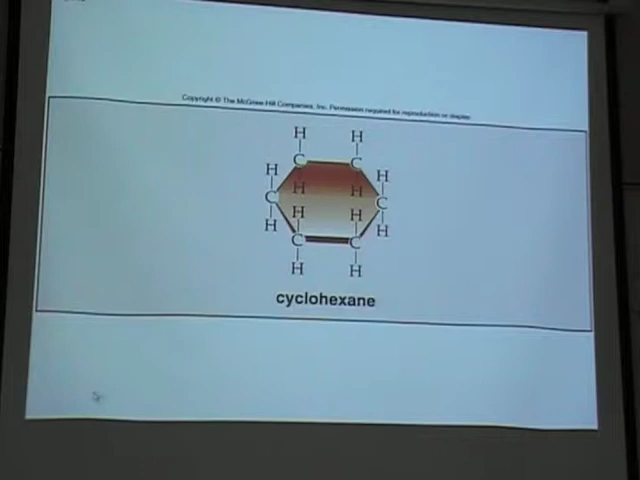 Copyright © The McGraw-Hill Companies, Inc. Permission required for reproduction or display.
H H
C C
H H
H H
C C
H H
H H
C C
H H
cyclohexane